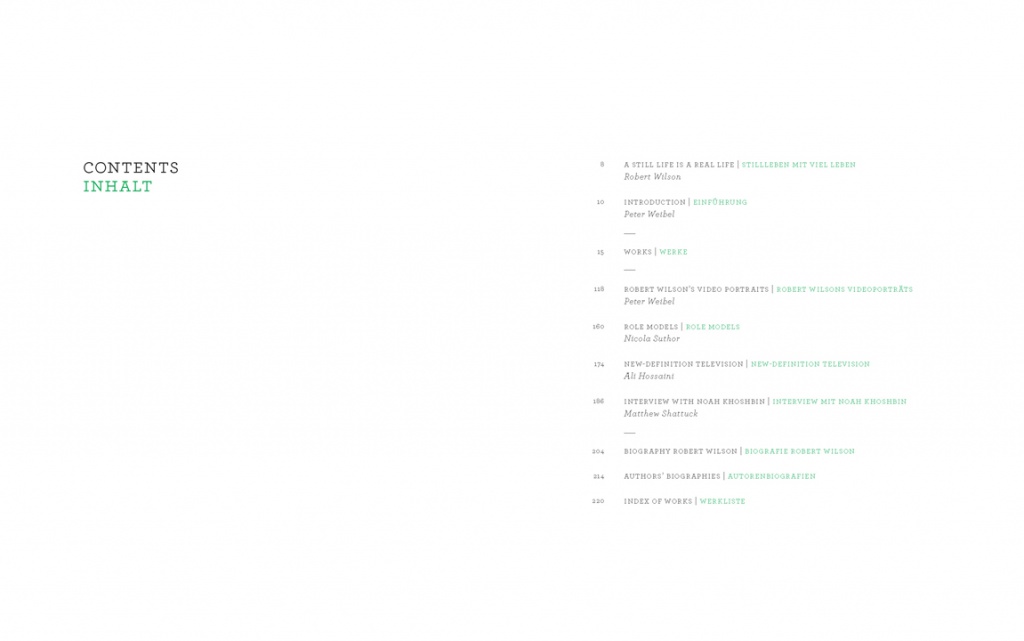 CONTENTS
INHALT
8 A STILL LIFE IS A REAL LIFE | STILLLEBEN MIT VIEL LEBEN
Robert Wilson
10 INTRODUCTION | EINFÜHRUNG
Peter Weibel
15 WORKS | WERKE
118 ROBERT WILSON'S VIDEO PORTRAITS | ROBERT WILSONS VIDEOPORTRÄTS
Peter Weibel
160 ROLE MODELS | ROLE MODELS
Nicola Suthor
174 NEW-DEFINITION TELEVISION | NEW-DEFINITION TELEVISION
Ali Hossaini
186 INTERVIEW WITH NOAH KHOSHBIN | INTERVIEW MIT NOAH KHOSHBIN
Matthew Shattuck
204 BIOGRAPHY ROBERT WILSON | BIOGRAFIE ROBERT WILSON
214 AUTHORS' BIOGRAPHIES | AUTORENBIOGRAFIEN
220 INDEX OF WORKS | WERKLISTE